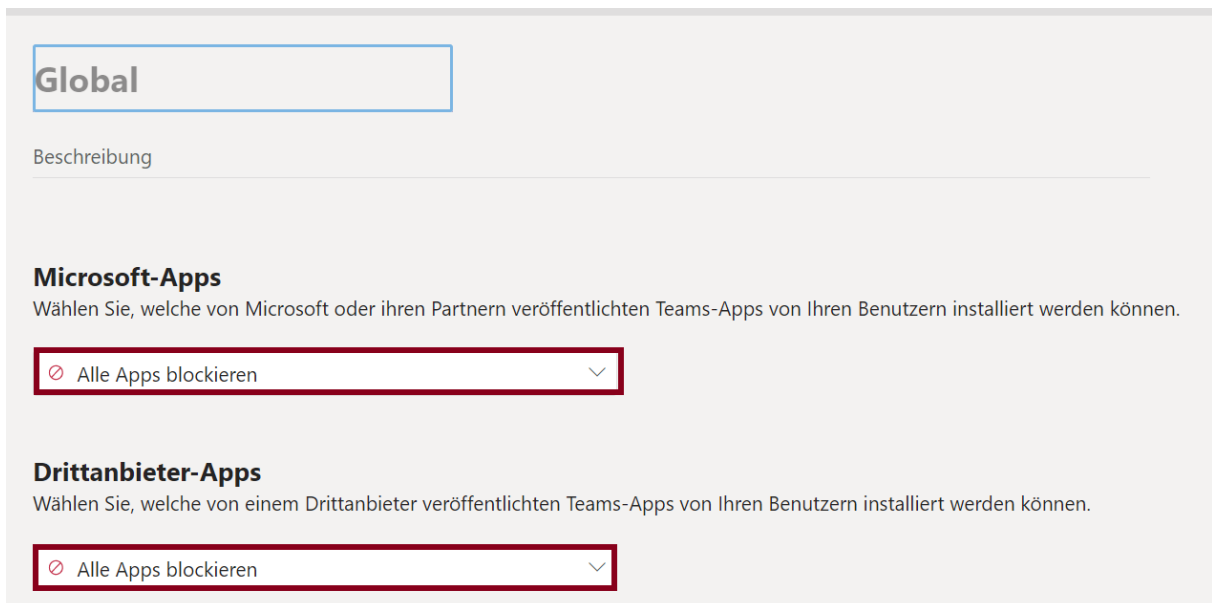 Global
Beschreibung
Microsoft-Apps
Wählen Sie, welche von Microsoft oder ihren Partnern veröffentlichten Teams-Apps von Ihren Benutzern installiert werden können.
Alle Apps blockieren
Drittanbieter-Apps
Wählen Sie, welche von einem Drittanbieter veröffentlichten Teams-Apps von Ihren Benutzern installiert werden können.
Alle Apps blockieren